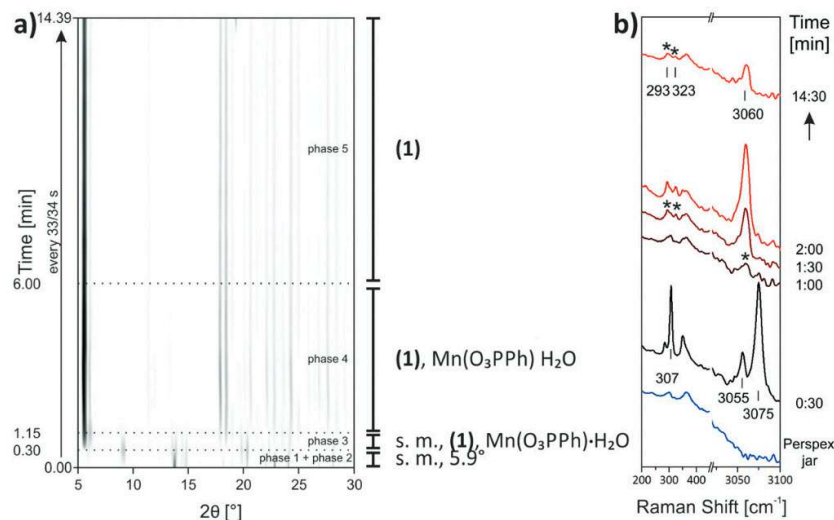 a)
14.39
6.00
1.15
0.30
0.00
Time [min]
every 33/34 s
phase 5
phase 4
phase 3
phase 1 + phase 2
5 10 15 20 25 30
2θ [°]
(1)
(1), Mn(O₃PPh) H₂O
s. m., (1), Mn(O₃PPh)·H₂O
s. m., 5.9°
b)
Time
[min]
* *
293 323
3060
14:30
* *
2:00
1:30
*
1:00
307
3055
3075
0:30
Perspex
jar
200 300 400 3050 3100
Raman Shift [cm⁻¹]